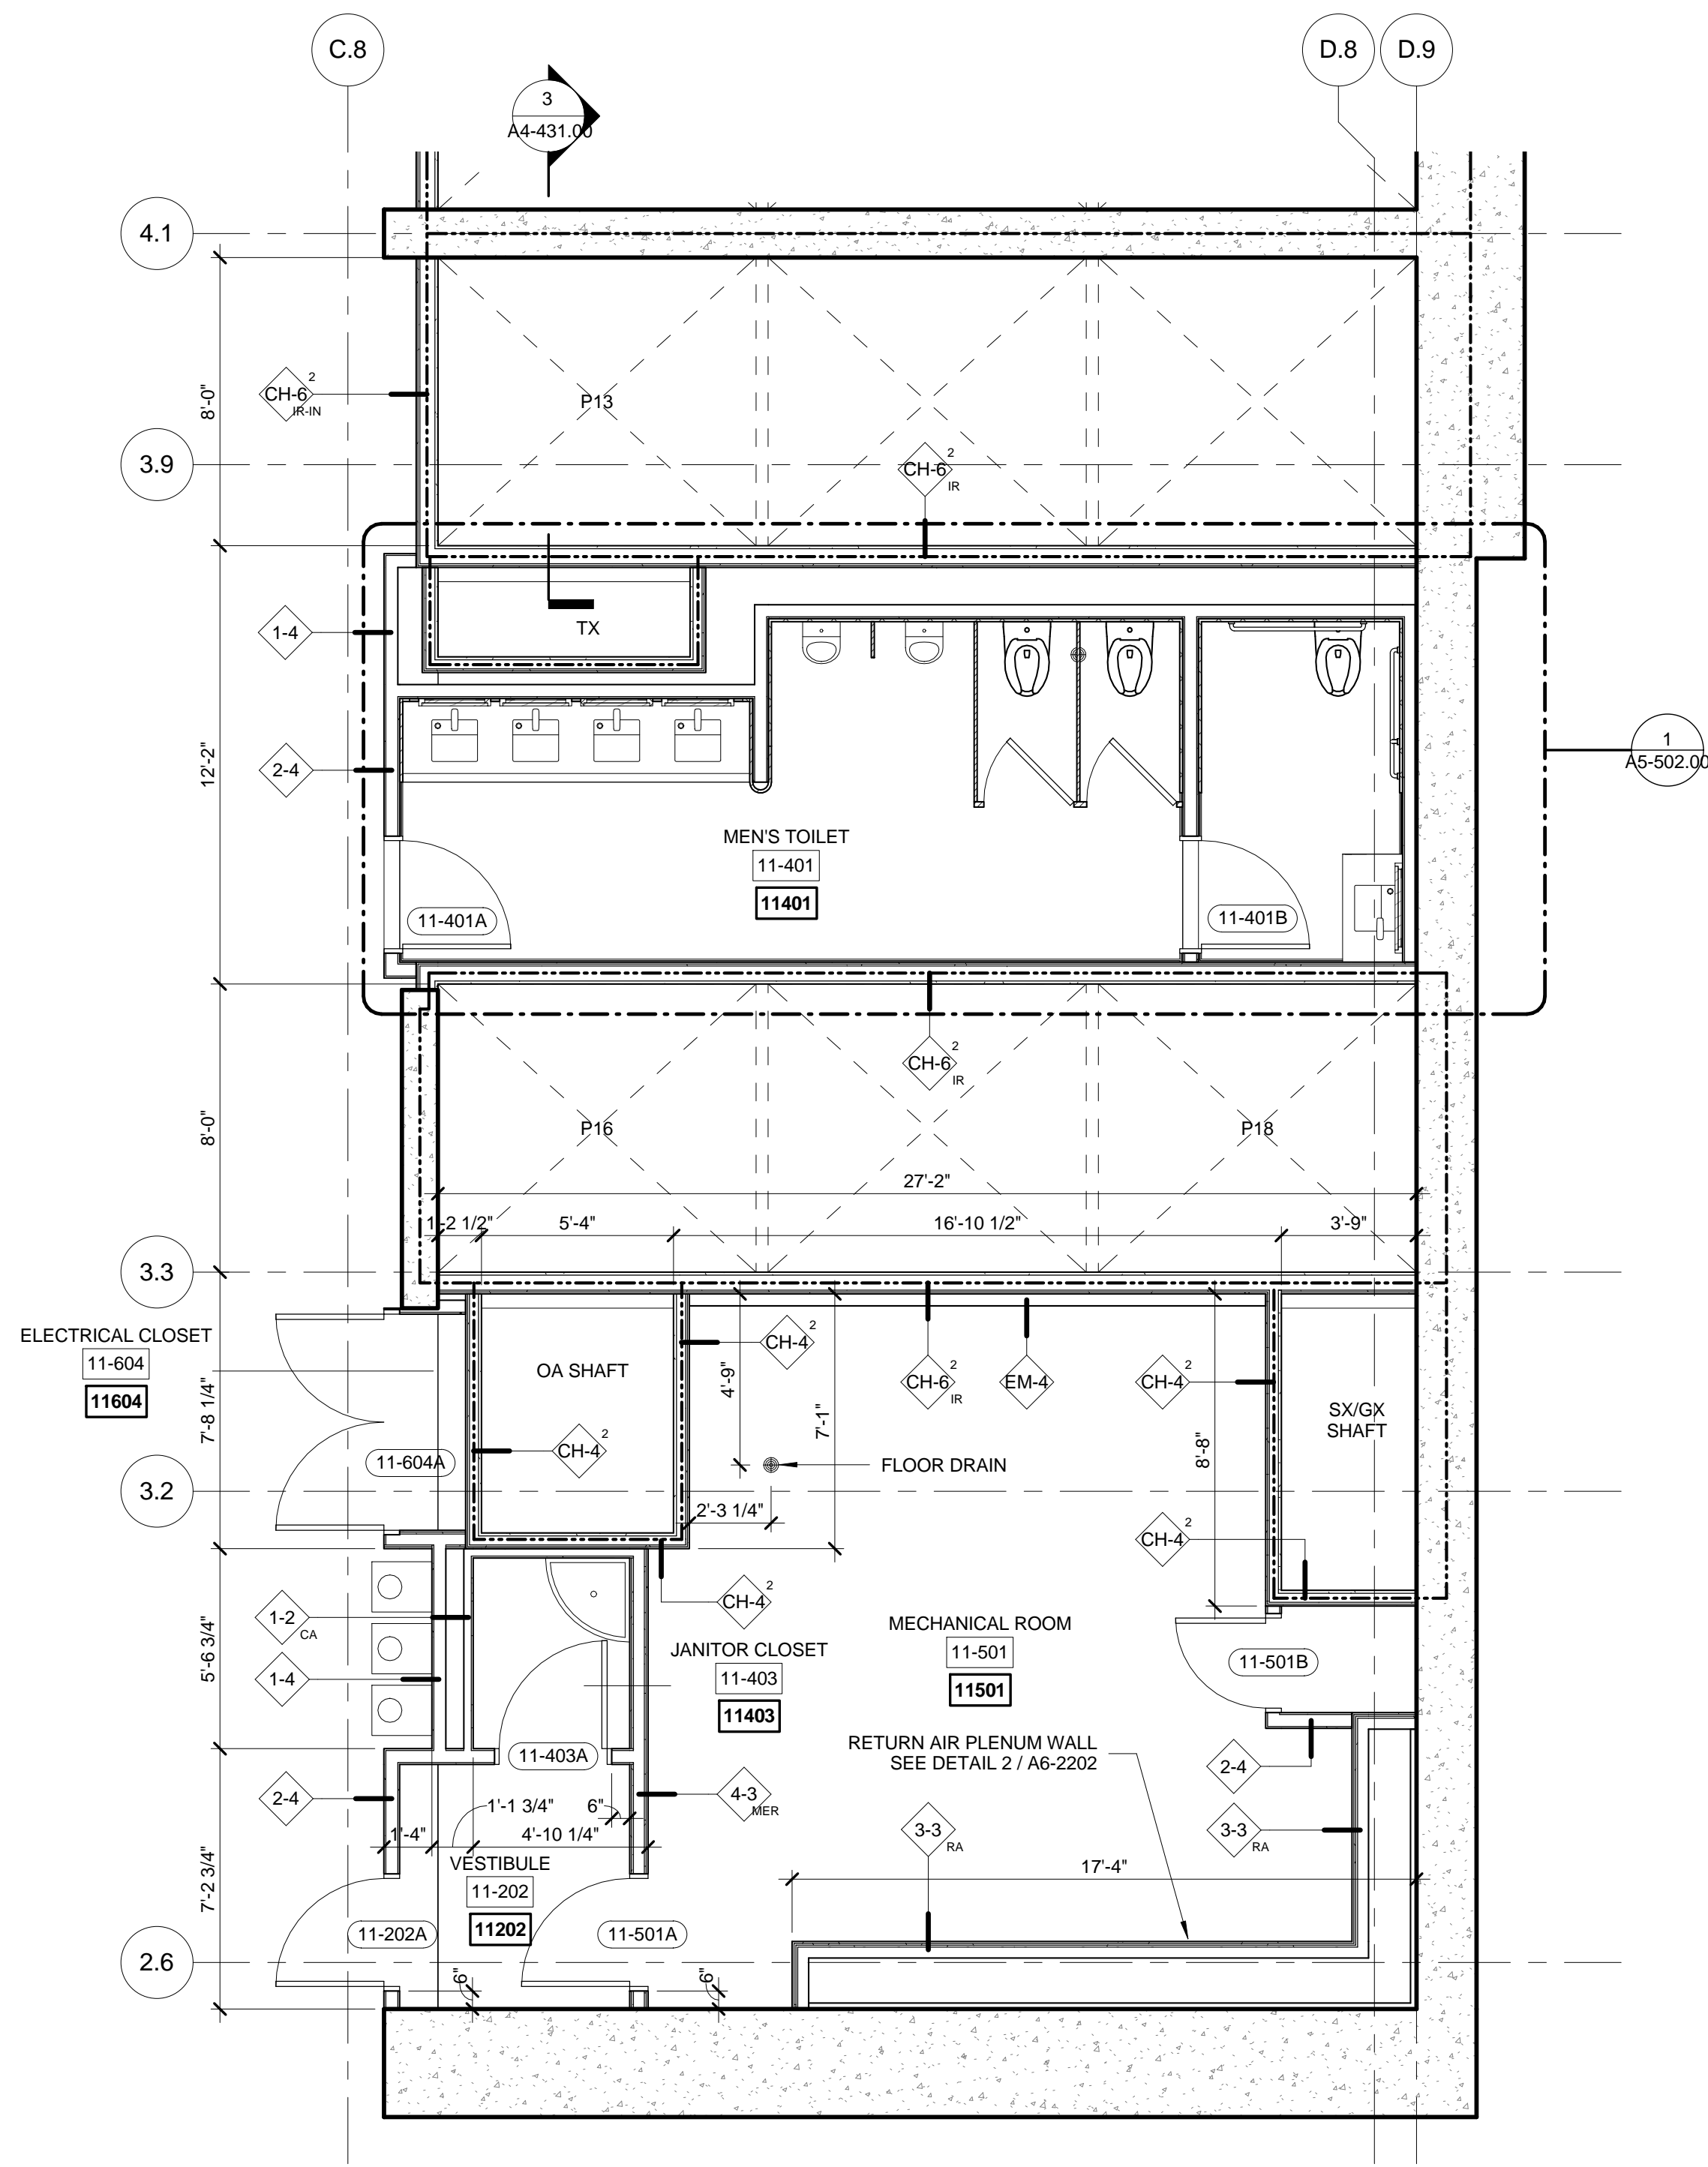 C.8
D.8
D.9
3
A4-431.00
4.1
8'-0"
CH-6
2
IR-IN
P13
3.9
CH-6
2
IR
1-4
TX
12'-2"
2-4
1
A5-502.00
MEN'S TOILET
11-401
11401
11-401A
11-401B
CH-6
2
IR
8'-0"
P16
P18
27'-2"
1'-2 1/2"
5'-4"
16'-10 1/2"
3'-9"
3.3
ELECTRICAL CLOSET
11-604
11604
7'-8 1/4"
OA SHAFT
CH-4
2
4'-9"
7'-1"
CH-6
2
IR
EM-4
CH-4
2
8'-8"
SX/GX
SHAFT
CH-4
2
11-604A
FLOOR DRAIN
3.2
2'-3 1/4"
CH-4
2
1-2
CA
CH-4
2
5'-6 3/4"
1-4
JANITOR CLOSET
11-403
11403
MECHANICAL ROOM
11-501
11501
11-501B
11-403A
RETURN AIR PLENUM WALL
SEE DETAIL 2 / A6-2202
2-4
2-4
1'-1 3/4"
6"
4-3
MER
1'-4"
4'-10 1/4"
3-3
RA
3-3
RA
7'-2 3/4"
VESTIBULE
11-202
11202
17'-4"
11-202A
11-501A
2.6
6"
6"